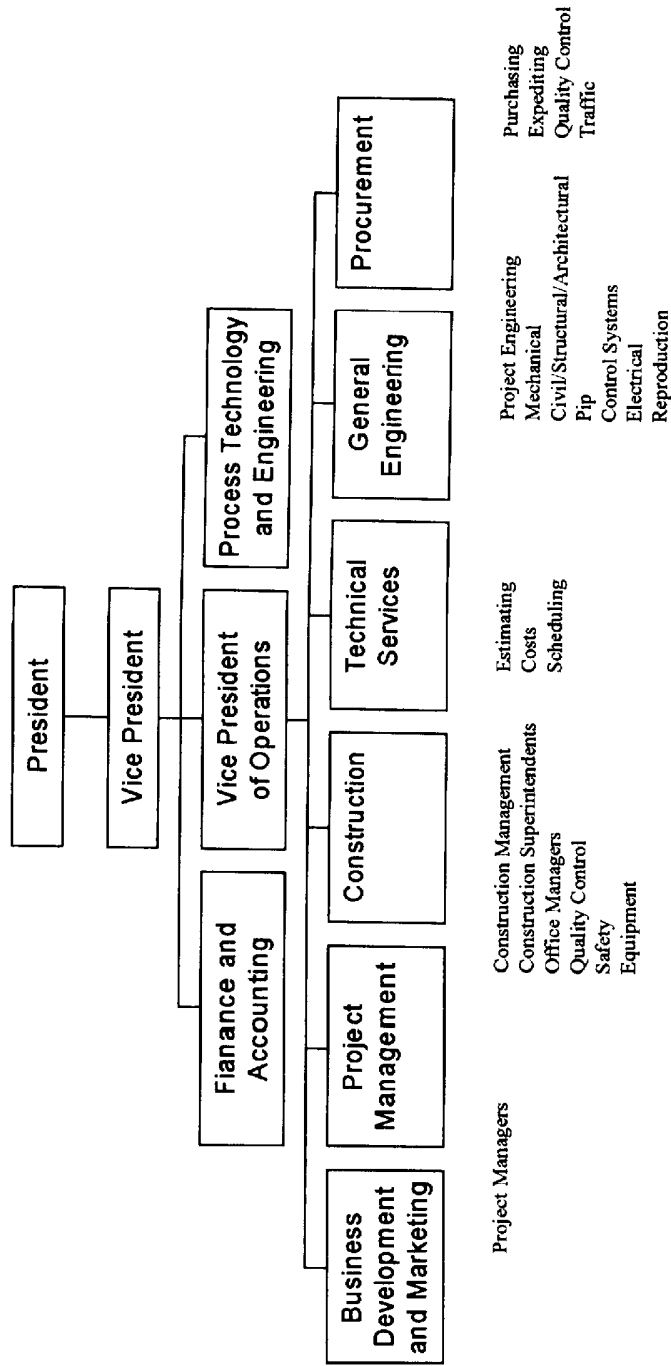 President
Vice President
Fianance and
Accounting
Vice President
of Operations
Process Technology
and Engineering
Business
Development
and Marketing
Project
Management
Construction
Technical
Services
General
Engineering
Procurement
Project Managers
Construction Management
Construction Superintendents
Office Managers
Quality Control
Safety
Equipment
Estimating
Costs
Scheduling
Project Engineering
Mechanical
Civil/Structural/Architectural
Pip
Control Systems
Electrical
Reproduction
Purchasing
Expediting
Quality Control
Traffic